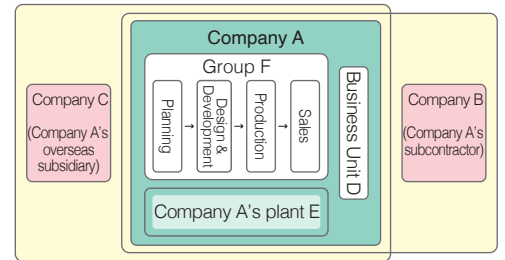 Company A
Group F
Planning
→
Design &
Development
→
Production
→
Sales
Business Unit D
Company A's plant E
Company C
(Company A's
overseas
subsidiary)
Company B
(Company A's
subcontractor)